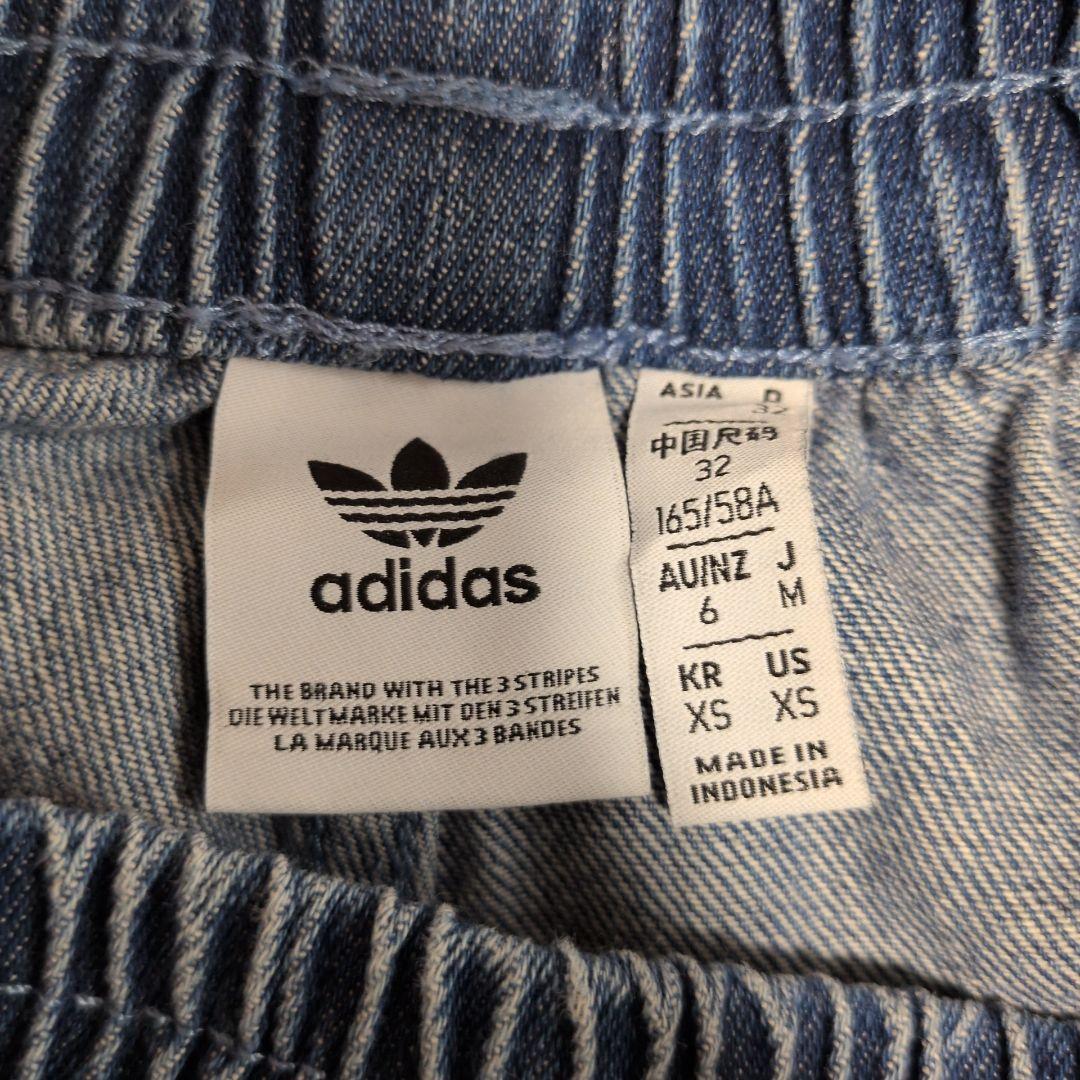 adidas
THE BRAND WITH THE 3 STRIPES
DIE WELTMARKE MIT DEN 3 STREIFEN
LA MARQUE AUX 3 BANDES
ASIA D
32
中国尺码
32
165/58A
AU/NZ J
6 M
KR US
XS XS
MADE IN
INDONESIA